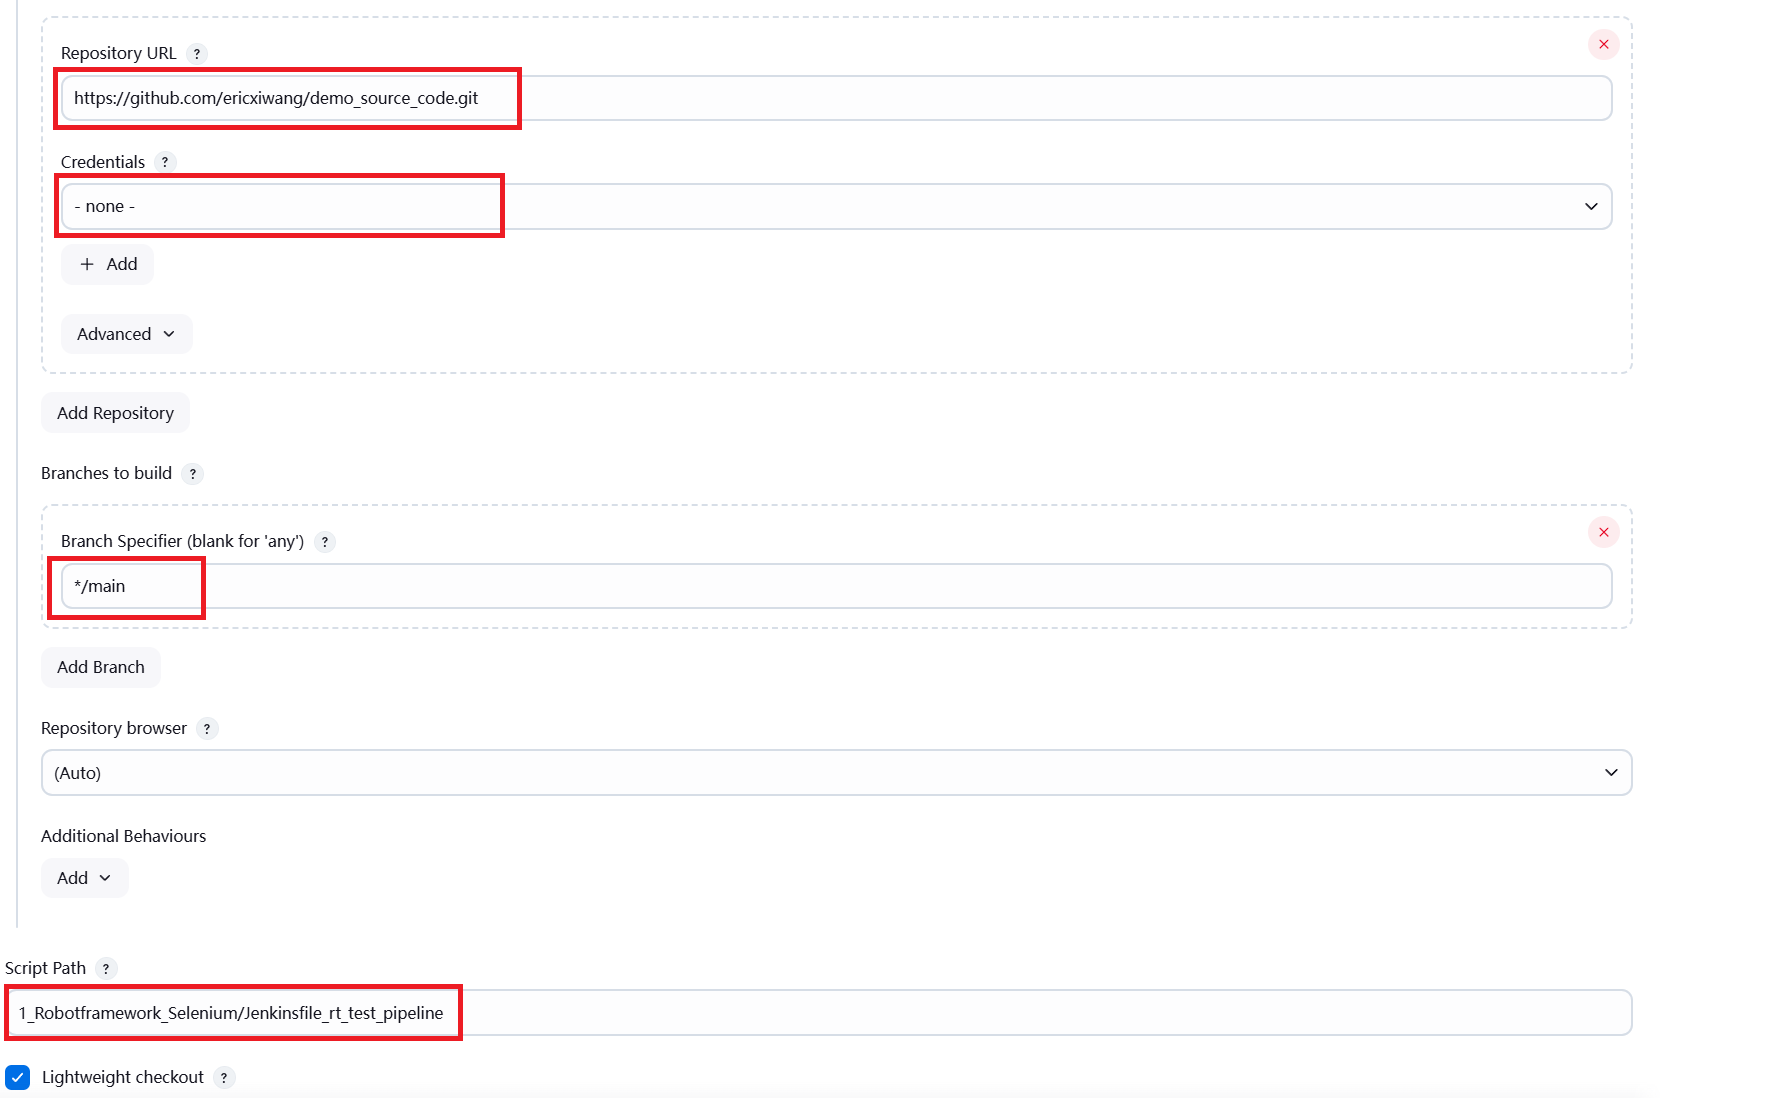 Repository URL ?
https://github.com/ericxiwang/demo_source_code.git
Credentials ?
- none -
+ Add
Advanced
Add Repository
Branches to build ?
Branch Specifier (blank for 'any') ?
*/main
Add Branch
Repository browser ?
(Auto)
Additional Behaviours
Add
Script Path ?
1_Robotframework_Selenium/Jenkinsfile_rt_test_pipeline
Lightweight checkout ?